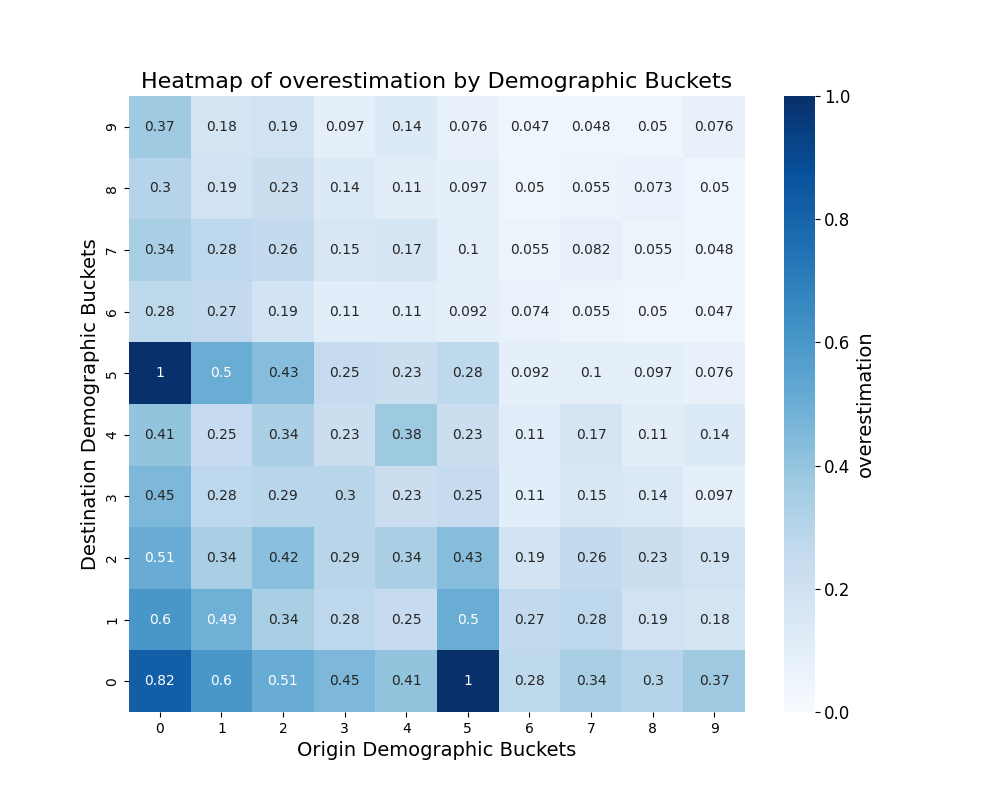 Heatmap of overestimation by Demographic Buckets
9 0.37 0.18 0.19 0.097 0.14 0.076 0.047 0.048 0.05 0.076
8 0.3 0.19 0.23 0.14 0.11 0.097 0.05 0.055 0.073 0.05
7 0.34 0.28 0.26 0.15 0.17 0.1 0.055 0.082 0.055 0.048
6 0.28 0.27 0.19 0.11 0.11 0.092 0.074 0.055 0.05 0.047
5 1 0.5 0.43 0.25 0.23 0.28 0.092 0.1 0.097 0.076
4 0.41 0.25 0.34 0.23 0.38 0.23 0.11 0.17 0.11 0.14
3 0.45 0.28 0.29 0.3 0.23 0.25 0.11 0.15 0.14 0.097
2 0.51 0.34 0.42 0.29 0.34 0.43 0.19 0.26 0.23 0.19
1 0.6 0.49 0.34 0.28 0.25 0.5 0.27 0.28 0.19 0.18
0 0.82 0.6 0.51 0.45 0.41 1 0.28 0.34 0.3 0.37
0 1 2 3 4 5 6 7 8 9
Origin Demographic Buckets
Destination Demographic Buckets
1.0
0.8
0.6
0.4
0.2
0.0
overestimation